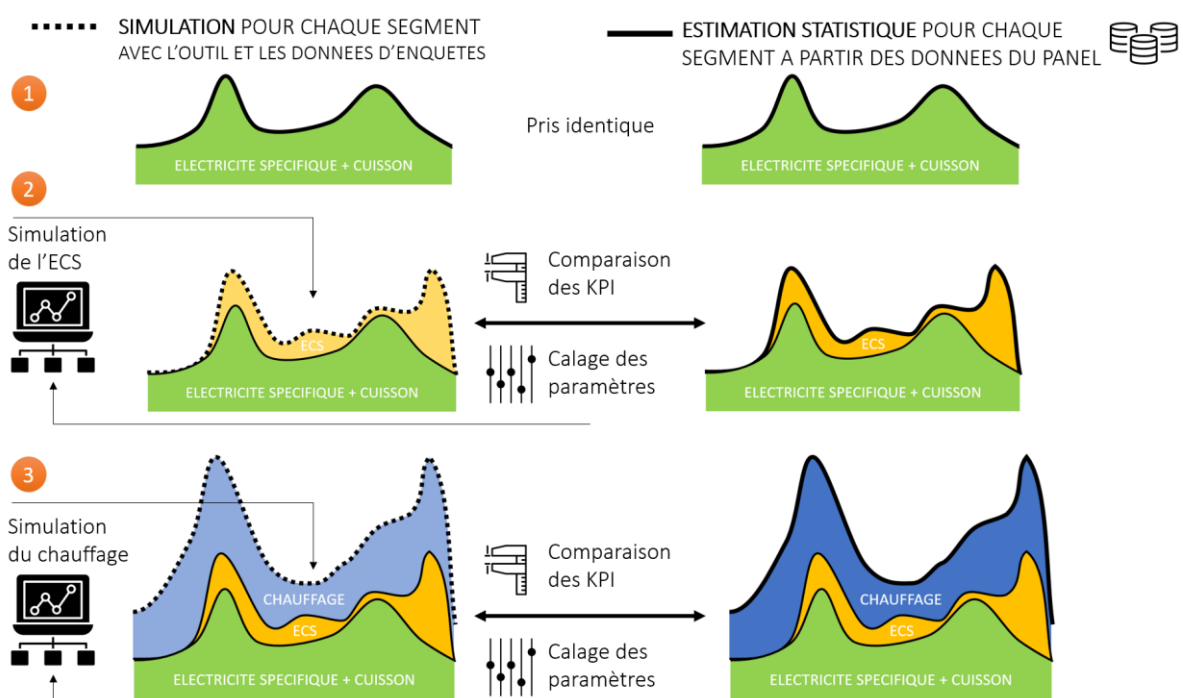 SIMULATION POUR CHAQUE SEGMENT
AVEC L'OUTIL ET LES DONNEES D'ENQUETES
ESTIMATION STATISTIQUE POUR CHAQUE
SEGMENT A PARTIR DES DONNEES DU PANEL
1
ELECTRICITE SPECIFIQUE + CUISSON
Pris identique
ELECTRICITE SPECIFIQUE + CUISSON
2
Simulation
de l'ECS
ECS
ELECTRICITE SPECIFIQUE + CUISSON
Comparaison
des KPI
Calage des
paramètres
ECS
ELECTRICITE SPECIFIQUE + CUISSON
3
Simulation
du chauffage
CHAUFFAGE
ECS
ELECTRICITE SPECIFIQUE + CUISSON
Comparaison
des KPI
Calage des
paramètres
CHAUFFAGE
ECS
ELECTRICITE SPECIFIQUE + CUISSON